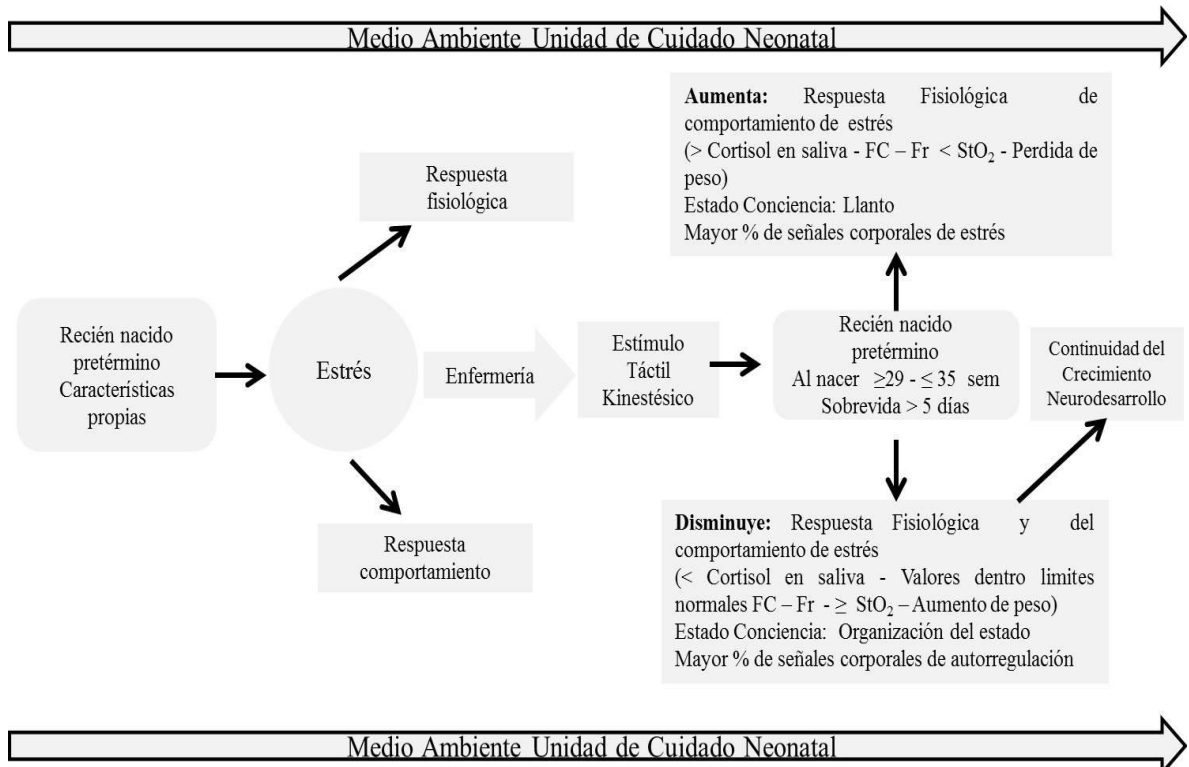 Medio Ambiente Unidad de Cuidado Neonatal
Aumenta: Respuesta Fisiológica de
comportamiento de estrés
(> Cortisol en saliva - FC – Fr < StO₂ - Perdida de
peso)
Estado Conciencia: Llanto
Mayor % de señales corporales de estrés
Respuesta
fisiológica
Recién nacido
pretérmino
Características
propias
Estrés
Enfermería
Estímulo
Táctil
Kinestésico
Recién nacido
pretérmino
Al nacer ≥29 - ≤ 35 sem
Sobrevida > 5 días
Continuidad del
Crecimiento
Neurodesarrollo
Respuesta
comportamiento
Disminuye: Respuesta Fisiológica y del
comportamiento de estrés
(< Cortisol en saliva - Valores dentro limites
normales FC – Fr - ≥ StO₂ – Aumento de peso)
Estado Conciencia: Organización del estado
Mayor % de señales corporales de autorregulación
Medio Ambiente Unidad de Cuidado Neonatal